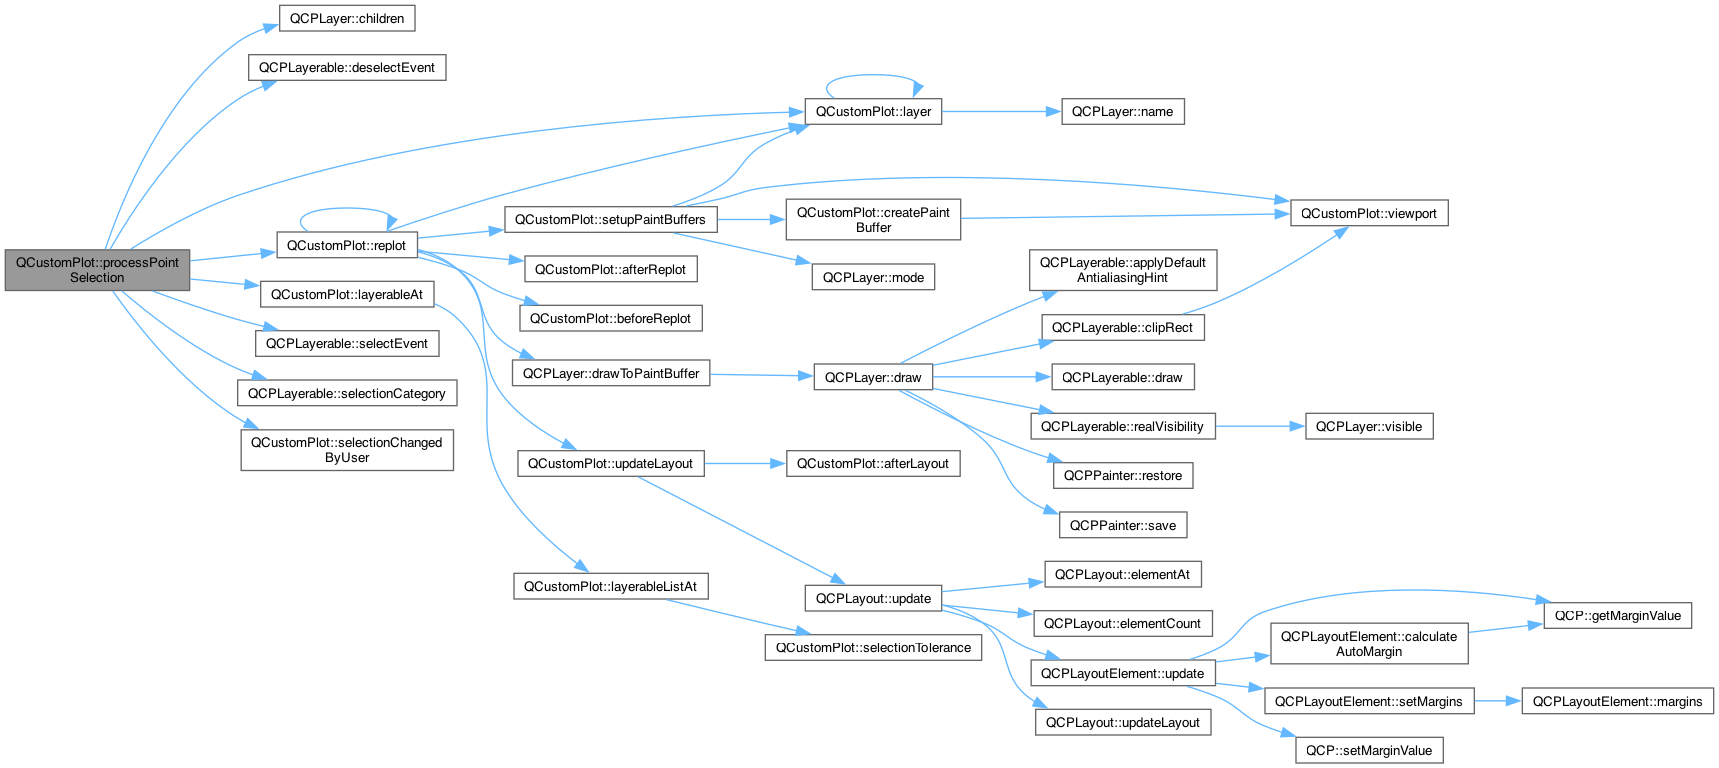 QCPLayer::children
QCPLayerable::deselectEvent
QCustomPlot::layer
QCPLayer::name
QCustomPlot::processPoint
Selection
QCustomPlot::replot
QCustomPlot::setupPaintBuffers
QCustomPlot::createPaint
Buffer
QCustomPlot::viewport
QCustomPlot::afterReplot
QCPLayer::mode
QCPLayerable::applyDefault
AntialiasingHint
QCustomPlot::layerableAt
QCustomPlot::beforeReplot
QCPLayerable::clipRect
QCPLayerable::selectEvent
QCPLayer::drawToPaintBuffer
QCPLayer::draw
QCPLayerable::draw
QCPLayerable::selectionCategory
QCPLayerable::realVisibility
QCPLayer::visible
QCustomPlot::selectionChanged
ByUser
QCustomPlot::updateLayout
QCustomPlot::afterLayout
QCPPainter::restore
QCPPainter::save
QCustomPlot::layerableListAt
QCPLayout::update
QCPLayout::elementAt
QCPLayout::elementCount
QCP::getMarginValue
QCustomPlot::selectionTolerance
QCPLayoutElement::calculate
AutoMargin
QCPLayoutElement::update
QCPLayoutElement::setMargins
QCPLayoutElement::margins
QCPLayout::updateLayout
QCP::setMarginValue